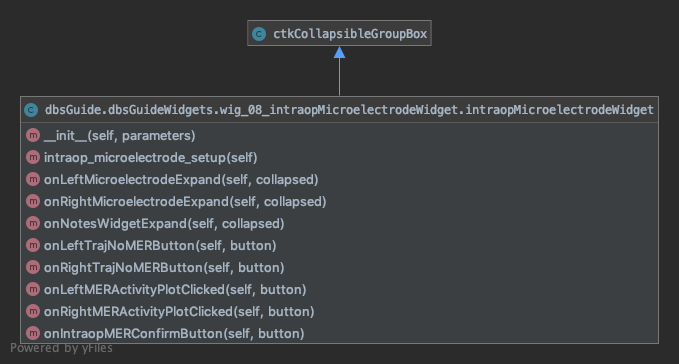 C ctkCollapsibleGroupBox
C dbsGuide.dbsGuideWidgets.wig_08_intraopMicroelectrodeWidget.intraopMicroelectrodeWidget
m __init__(self, parameters)
m intraop_microelectrode_setup(self)
m onLeftMicroelectrodeExpand(self, collapsed)
m onRightMicroelectrodeExpand(self, collapsed)
m onNotesWidgetExpand(self, collapsed)
m onLeftTrajNoMERButton(self, button)
m onRightTrajNoMERButton(self, button)
m onLeftMERActivityPlotClicked(self, button)
m onRightMERActivityPlotClicked(self, button)
m onIntraopMERConfirmButton(self, button)
Powered by yFiles